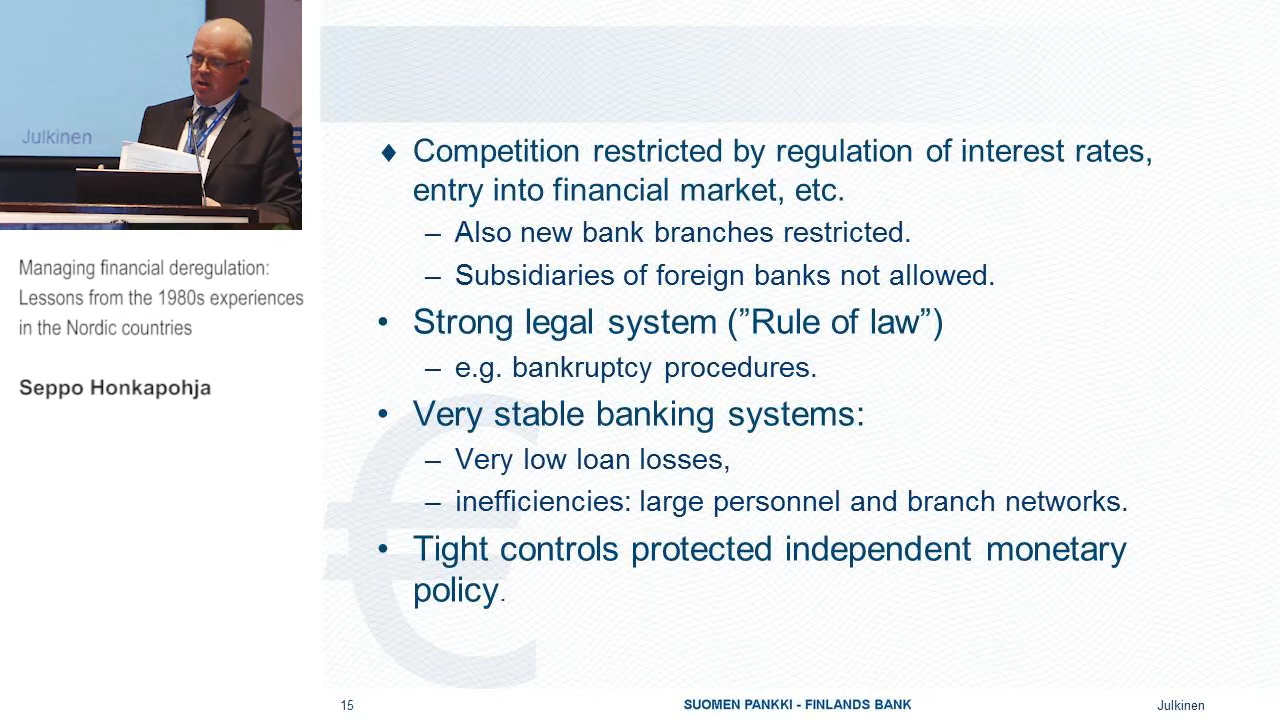 Julkinen
Managing financial deregulation:
Lessons from the 1980s experiences
in the Nordic countries
Seppo Honkapohja
♦ Competition restricted by regulation of interest rates,
entry into financial market, etc.
– Also new bank branches restricted.
– Subsidiaries of foreign banks not allowed.
• Strong legal system (”Rule of law”)
– e.g. bankruptcy procedures.
• Very stable banking systems:
– Very low loan losses,
– inefficiencies: large personnel and branch networks.
• Tight controls protected independent monetary
policy.
15 SUOMEN PANKKI - FINLANDS BANK Julkinen